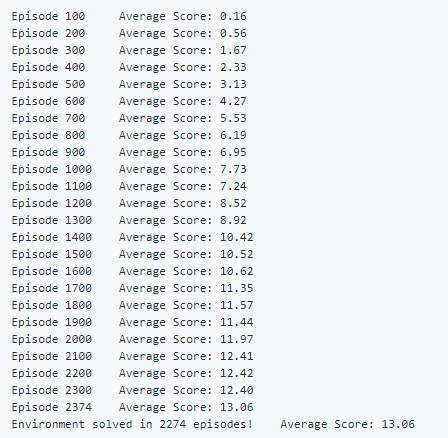 Episode 100 Average Score: 0.16
Episode 200 Average Score: 0.56
Episode 300 Average Score: 1.67
Episode 400 Average Score: 2.33
Episode 500 Average Score: 3.13
Episode 600 Average Score: 4.27
Episode 700 Average Score: 5.53
Episode 800 Average Score: 6.19
Episode 900 Average Score: 6.95
Episode 1000 Average Score: 7.73
Episode 1100 Average Score: 7.24
Episode 1200 Average Score: 8.52
Episode 1300 Average Score: 8.92
Episode 1400 Average Score: 10.42
Episode 1500 Average Score: 10.52
Episode 1600 Average Score: 10.62
Episode 1700 Average Score: 11.35
Episode 1800 Average Score: 11.57
Episode 1900 Average Score: 11.44
Episode 2000 Average Score: 11.97
Episode 2100 Average Score: 12.41
Episode 2200 Average Score: 12.42
Episode 2300 Average Score: 12.40
Episode 2374 Average Score: 13.06
Environment solved in 2274 episodes! Average Score: 13.06